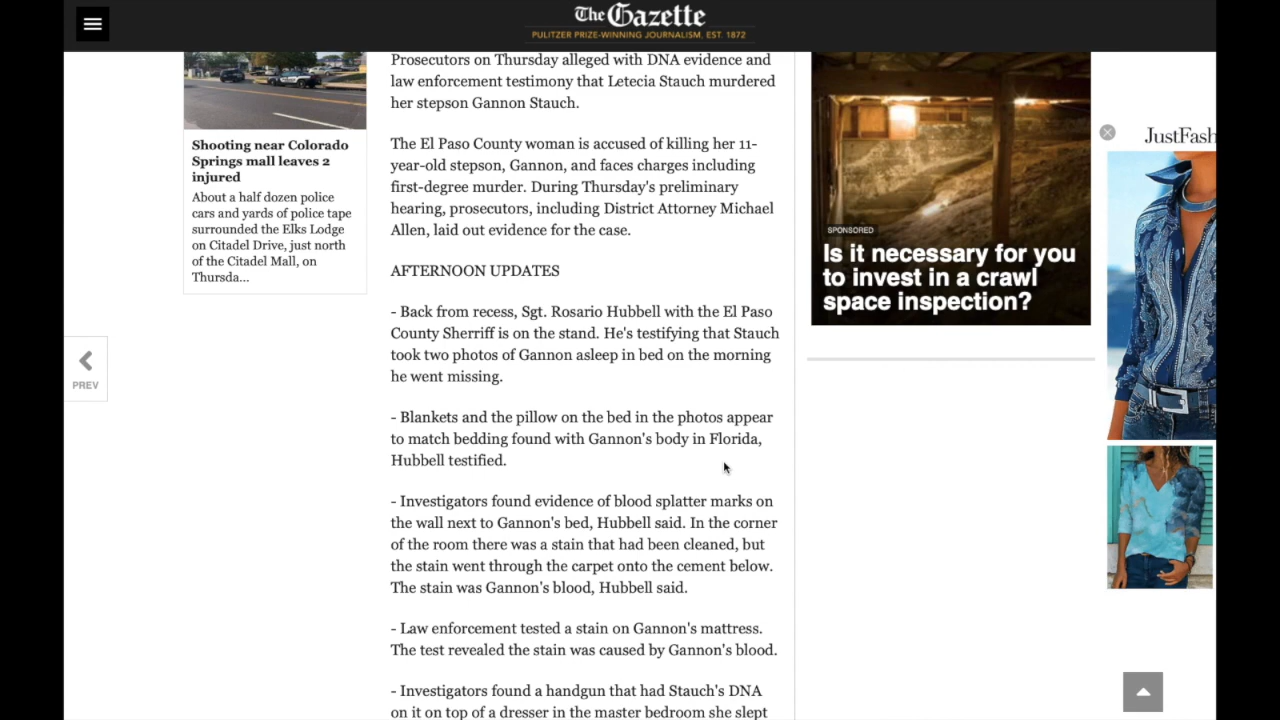 The Gazette
PULITZER PRIZE-WINNING JOURNALISM, EST. 1872
Shooting near Colorado
Springs mall leaves 2
injured
About a half dozen police
cars and yards of police tape
surrounded the Elks Lodge
on Citadel Drive, just north
of the Citadel Mall, on
Thursda...
PREV
Prosecutors on Thursday alleged with DNA evidence and
law enforcement testimony that Letecia Stauch murdered
her stepson Gannon Stauch.
The El Paso County woman is accused of killing her 11-
year-old stepson, Gannon, and faces charges including
first-degree murder. During Thursday's preliminary
hearing, prosecutors, including District Attorney Michael
Allen, laid out evidence for the case.
AFTERNOON UPDATES
- Back from recess, Sgt. Rosario Hubbell with the El Paso
County Sherriff is on the stand. He's testifying that Stauch
took two photos of Gannon asleep in bed on the morning
he went missing.
- Blankets and the pillow on the bed in the photos appear
to match bedding found with Gannon's body in Florida,
Hubbell testified.
- Investigators found evidence of blood splatter marks on
the wall next to Gannon's bed, Hubbell said. In the corner
of the room there was a stain that had been cleaned, but
the stain went through the carpet onto the cement below.
The stain was Gannon's blood, Hubbell said.
- Law enforcement tested a stain on Gannon's mattress.
The test revealed the stain was caused by Gannon's blood.
- Investigators found a handgun that had Stauch's DNA
on it on top of a dresser in the master bedroom she slept
SPONSORED
Is it necessary for you
to invest in a crawl
space inspection?
JustFash